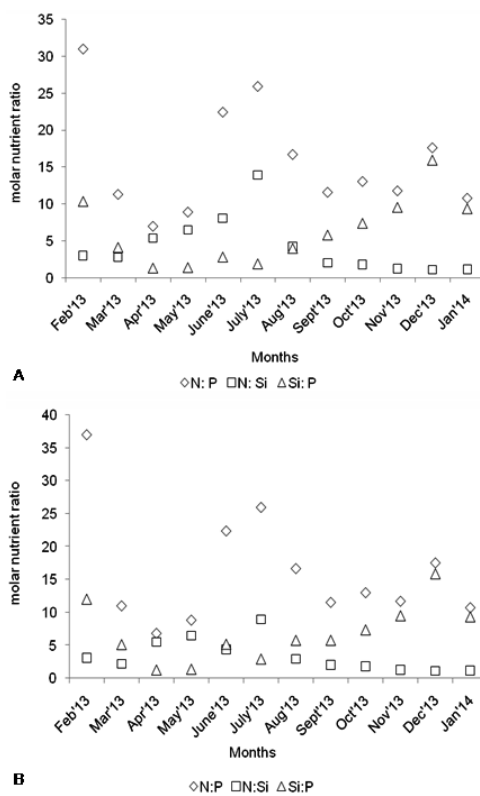 35
30
25
20
15
10
5
0
molar nutrient ratio
Feb'13 Mar'13 Apr'13 May'13 June'13 July'13 Aug'13 Sept'13 Oct'13 Nov'13 Dec'13 Jan'14
Months
A
N: P N: Si Si: P
40
35
30
25
20
15
10
5
0
molar nutrient ratio
Feb'13 Mar'13 Apr'13 May'13 June'13 July'13 Aug'13 Sept'13 Oct'13 Nov'13 Dec'13 Jan'14
Months
B
N:P N:Si Si:P